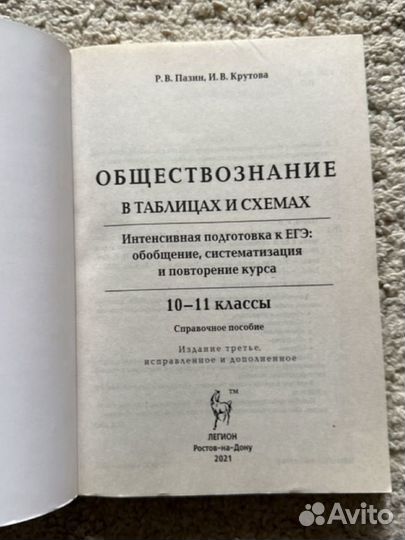 Р. В. Пазин, И. В. Крутова
ОБЩЕСТВОЗНАНИЕ
В ТАБЛИЦАХ И СХЕМАХ
Интенсивная подготовка к ЕГЭ:
обобщение, систематизация
и повторение курса
10–11 классы
Справочное пособие
Издание третье,
исправленное и дополненное
TM
ЛЕГИОН
Ростов-на-Дону
2021
Avito